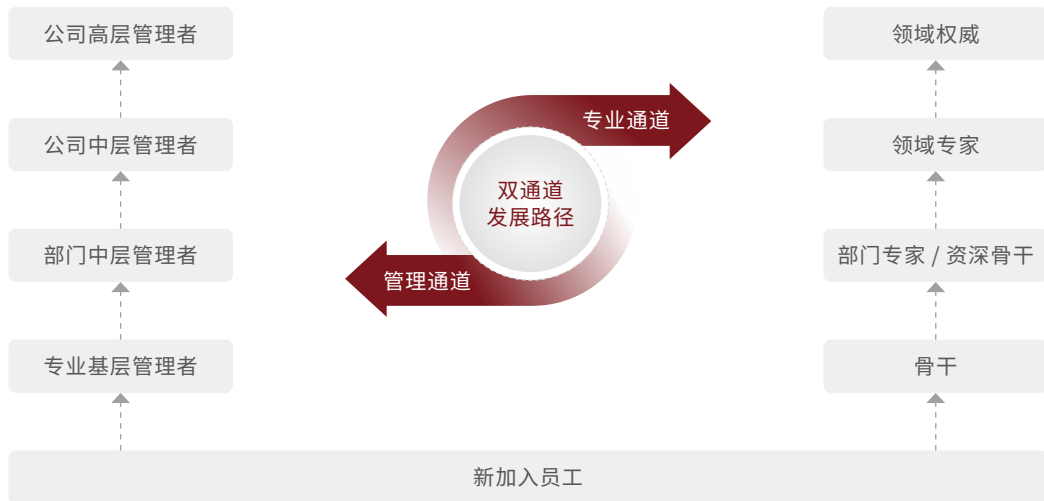 公司高层管理者
领域权威
专业通道
公司中层管理者
领域专家
双通道
发展路径
部门中层管理者
部门专家 / 资深骨干
管理通道
专业基层管理者
骨干
新加入员工